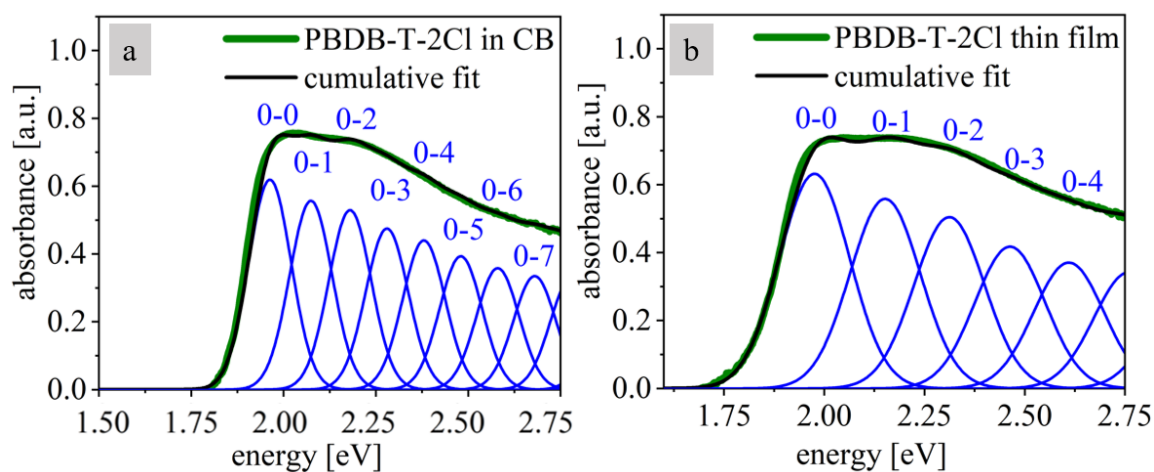 a
PBDB-T-2Cl in CB
cumulative fit
0-0
0-1
0-2
0-3
0-4
0-5
0-6
0-7
1.0
0.8
0.6
0.4
0.2
0.0
absorbance [a.u.]
1.50 1.75 2.00 2.25 2.50 2.75
energy [eV]
b
PBDB-T-2Cl thin film
cumulative fit
0-0
0-1
0-2
0-3
0-4
1.0
0.8
0.6
0.4
0.2
0.0
absorbance [a.u.]
1.75 2.00 2.25 2.50 2.75
energy [eV]